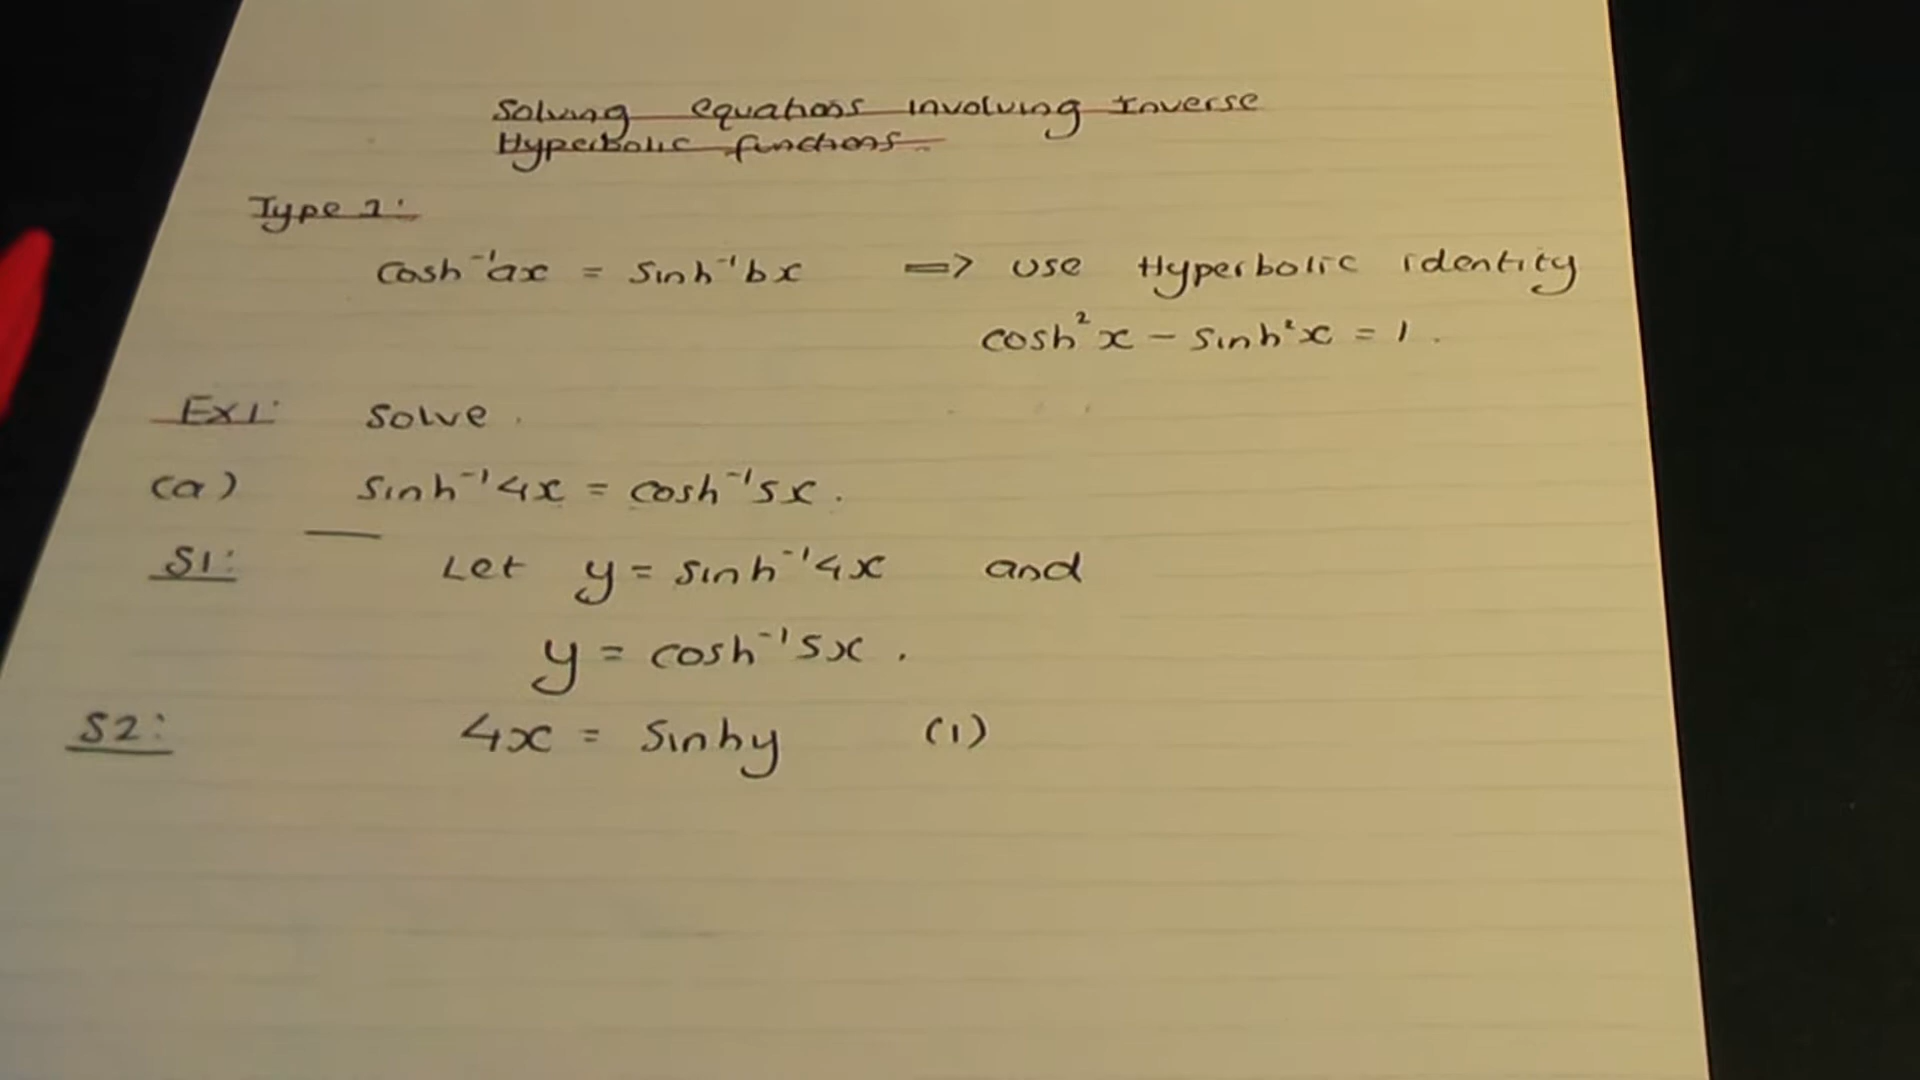 Solving equations involving Inverse
Hyperbolic functions.
Type 1:
cosh⁻¹ax = sinh⁻¹bx ⟹ use Hyperbolic identity
cosh²x - sinh²x = 1.
Ex1: Solve.
(a) sinh⁻¹4x = cosh⁻¹5x.
S1: Let y = sinh⁻¹4x and
y = cosh⁻¹5x.
S2: 4x = sinhy (1)